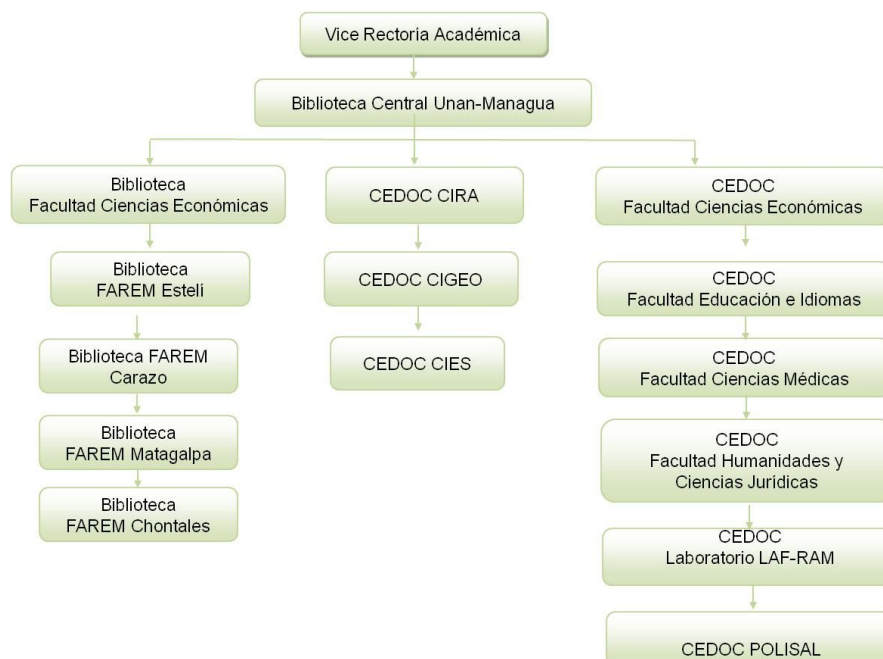 Vice Rectoría Académica
Biblioteca Central Unan-Managua
Biblioteca
Facultad Ciencias Económicas
Biblioteca
FAREM Estelí
Biblioteca FAREM
Carazo
Biblioteca
FAREM Matagalpa
Biblioteca
FAREM Chontales
CEDOC CIRA
CEDOC CIGEO
CEDOC CIES
CEDOC
Facultad Ciencias Económicas
CEDOC
Facultad Educación e Idiomas
CEDOC
Facultad Ciencias Médicas
CEDOC
Facultad Humanidades y
Ciencias Jurídicas
CEDOC
Laboratorio LAF-RAM
CEDOC POLISAL